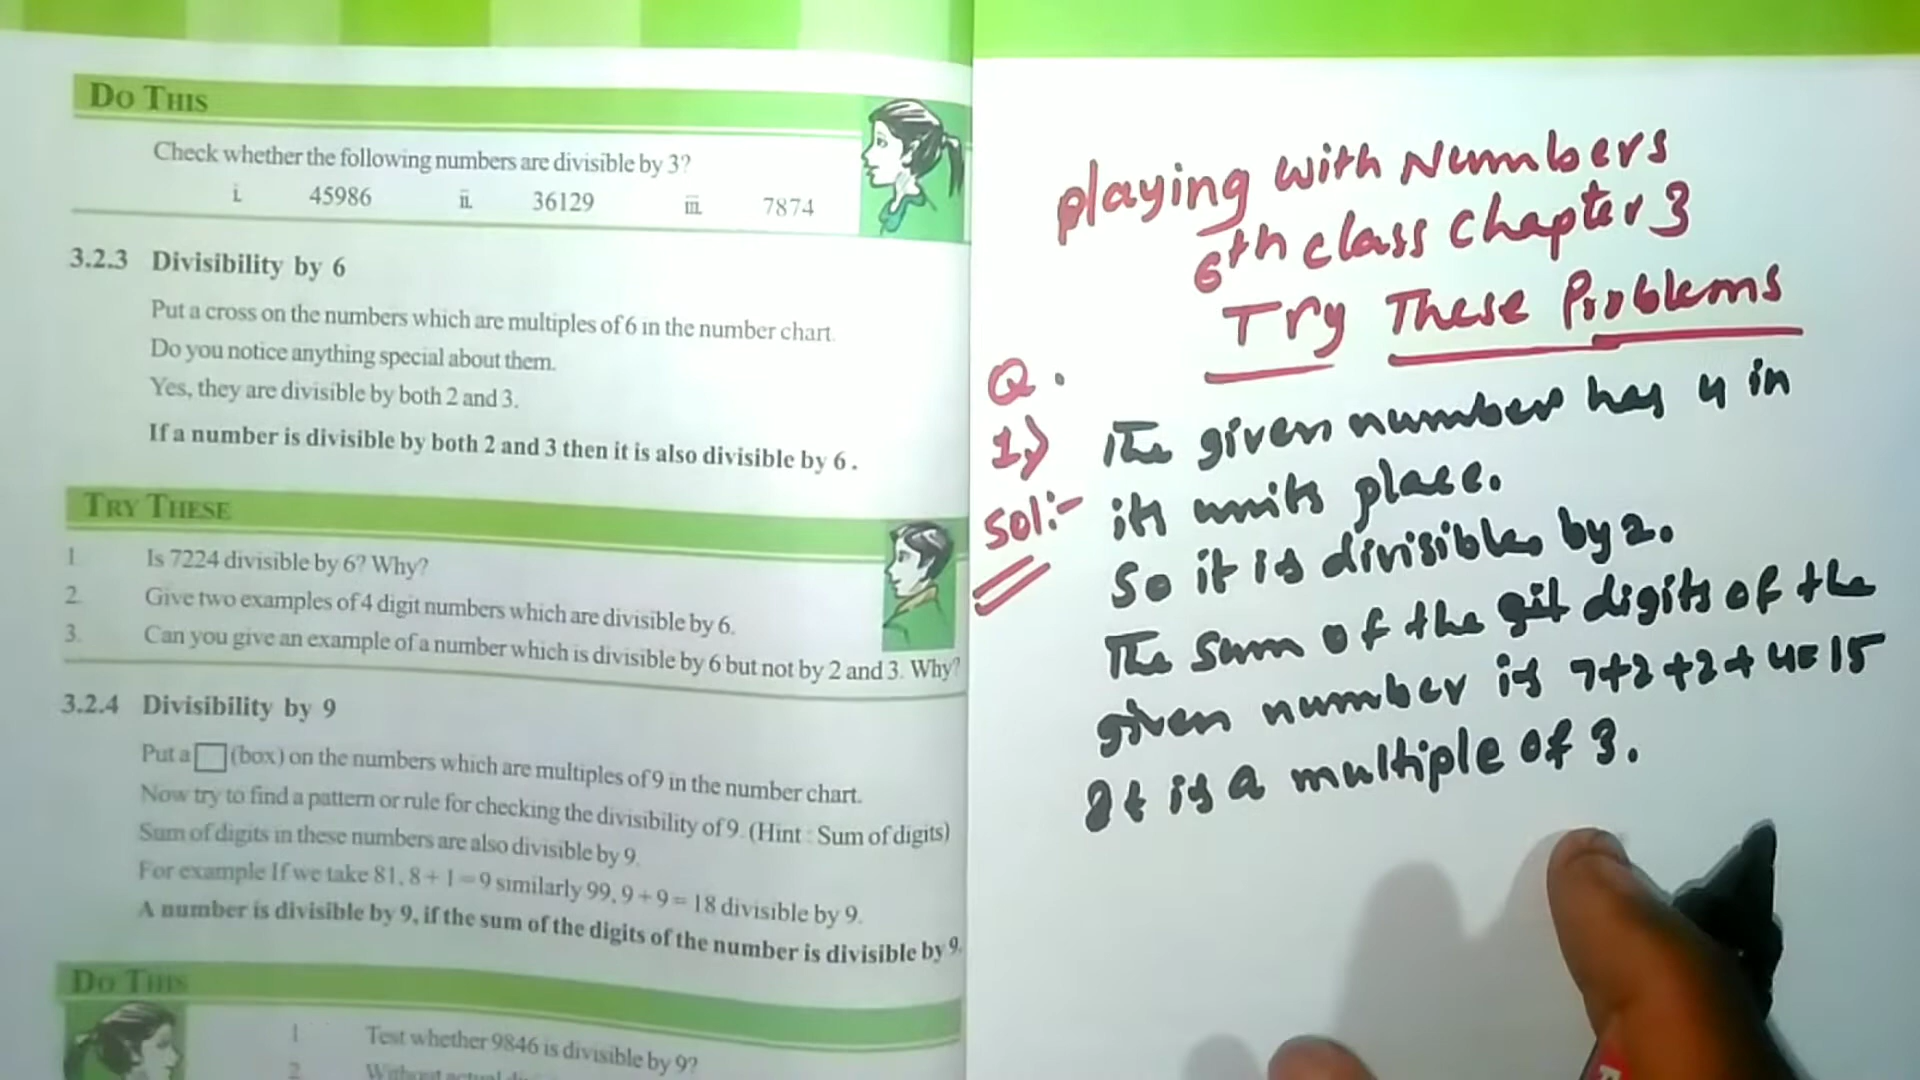 DO THIS
Check whether the following numbers are divisible by 3?
i. 45986 ii. 36129 iii. 7874
3.2.3 Divisibility by 6
Put a cross on the numbers which are multiples of 6 in the number chart.
Do you notice anything special about them.
Yes, they are divisible by both 2 and 3.
If a number is divisible by both 2 and 3 then it is also divisible by 6.
TRY THESE
1. Is 7224 divisible by 6? Why?
2. Give two examples of 4 digit numbers which are divisible by 6.
3. Can you give an example of a number which is divisible by 6 but not by 2 and 3. Why?
3.2.4 Divisibility by 9
Put a (box) on the numbers which are multiples of 9 in the number chart.
Now try to find a pattern or rule for checking the divisibility of 9. (Hint : Sum of digits)
Sum of digits in these numbers are also divisible by 9.
For example If we take 81, 8 + 1 = 9 similarly 99, 9 + 9 = 18 divisible by 9.
A number is divisible by 9, if the sum of the digits of the number is divisible by 9.
DO THIS
1 Test whether 9846 is divisible by 9?
2 Without actual
Playing with Numbers
6th class Chapter 3
Try These Problems
Q.
1) The given number has 4 in
Sol:- its units place.
So it is divisible by 2.
The sum of the digits of the
given number is 7+2+2+4=15
It is a multiple of 3.